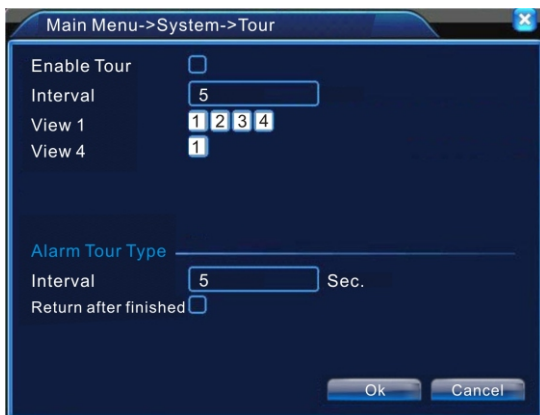 Main Menu->System->Tour
Enable Tour
Interval 5
View 1 1 2 3 4
View 4 1
Alarm Tour Type
Interval 5 Sec.
Return after finished
Ok Cancel